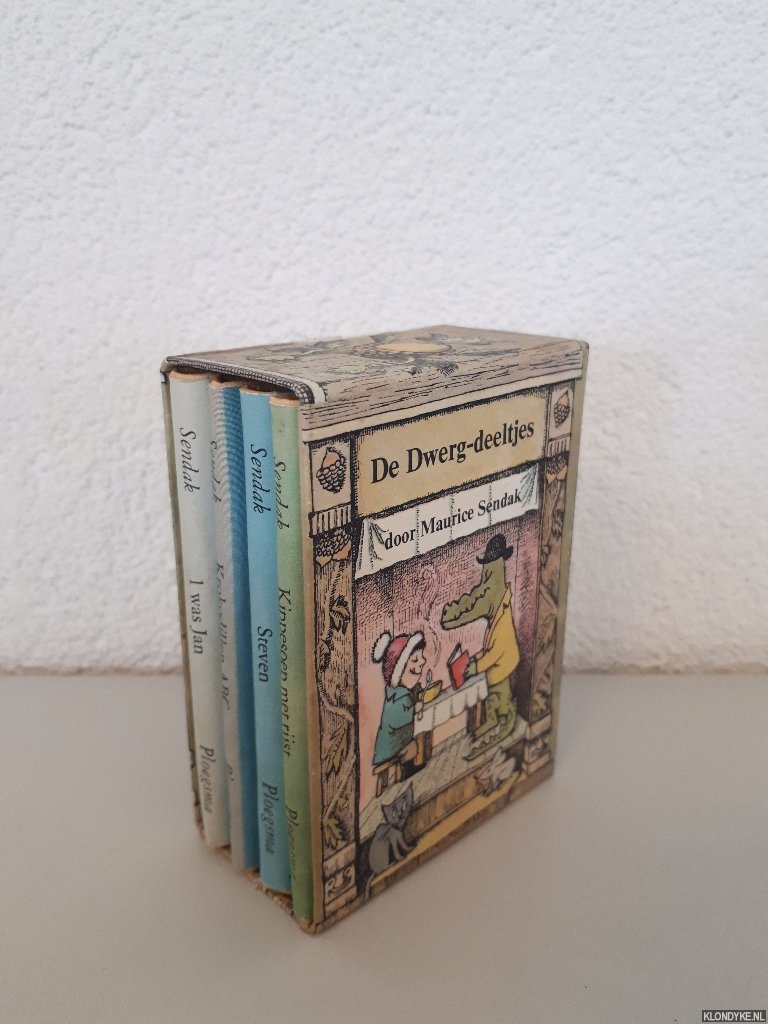 De Dwerg-deeltjes
door Maurice Sendak
Sendak 1 was Jan Ploegsma
Sendak Steven Ploegsma
Sendak Kippesoep met rijst Ploegsma
KLONDYKE.NL